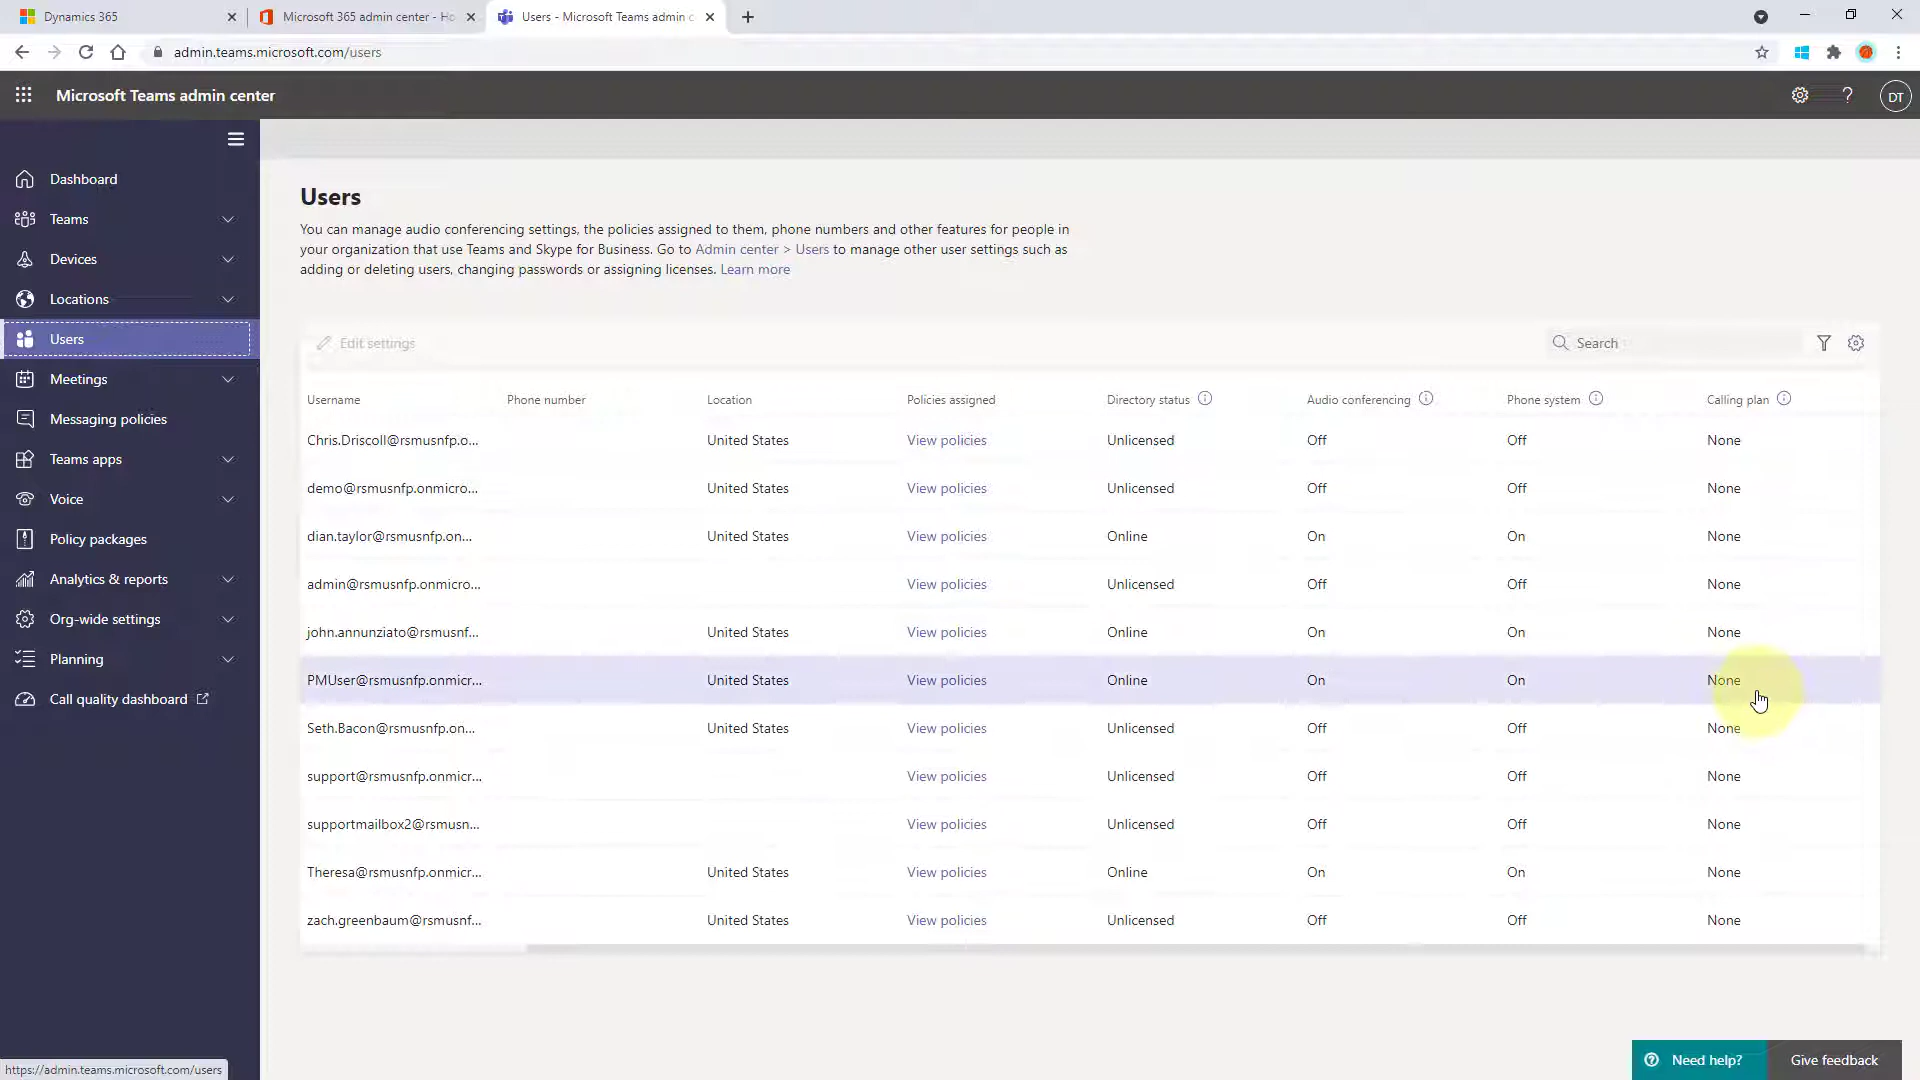 Dynamics 365
Microsoft 365 admin center - Ho
Users - Microsoft Teams admin c
admin.teams.microsoft.com/users
Microsoft Teams admin center
DT
Dashboard
Teams
Devices
Locations
Users
Meetings
Messaging policies
Teams apps
Voice
Policy packages
Analytics & reports
Org-wide settings
Planning
Call quality dashboard
Users
You can manage audio conferencing settings, the policies assigned to them, phone numbers and other features for people in
your organization that use Teams and Skype for Business. Go to Admin center > Users to manage other user settings such as
adding or deleting users, changing passwords or assigning licenses. Learn more
Edit settings
Search
Username Phone number Location Policies assigned Directory status Audio conferencing Phone system Calling plan
Chris.Driscoll@rsmusnfp.o... United States View policies Unlicensed Off Off None
demo@rsmusnfp.onmicro... United States View policies Unlicensed Off Off None
dian.taylor@rsmusnfp.on... United States View policies Online On On None
admin@rsmusnfp.onmicro... View policies Unlicensed Off Off None
john.annunziato@rsmusnf... United States View policies Online On On None
PMUser@rsmusnfp.onmicr... United States View policies Online On On None
Seth.Bacon@rsmusnfp.on... United States View policies Unlicensed Off Off None
support@rsmusnfp.onmicr... View policies Unlicensed Off Off None
supportmailbox2@rsmusn... View policies Unlicensed Off Off None
Theresa@rsmusnfp.onmicr... United States View policies Online On On None
zach.greenbaum@rsmusnf... United States View policies Unlicensed Off Off None
Need help?
Give feedback
https://admin.teams.microsoft.com/users